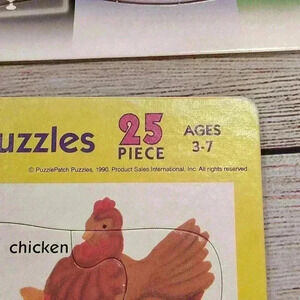 uzzles 25 PIECE AGES 3-7
© PuzzlePatch Puzzles, 1990. Product Sales International, Inc. All rights reserved
chicken